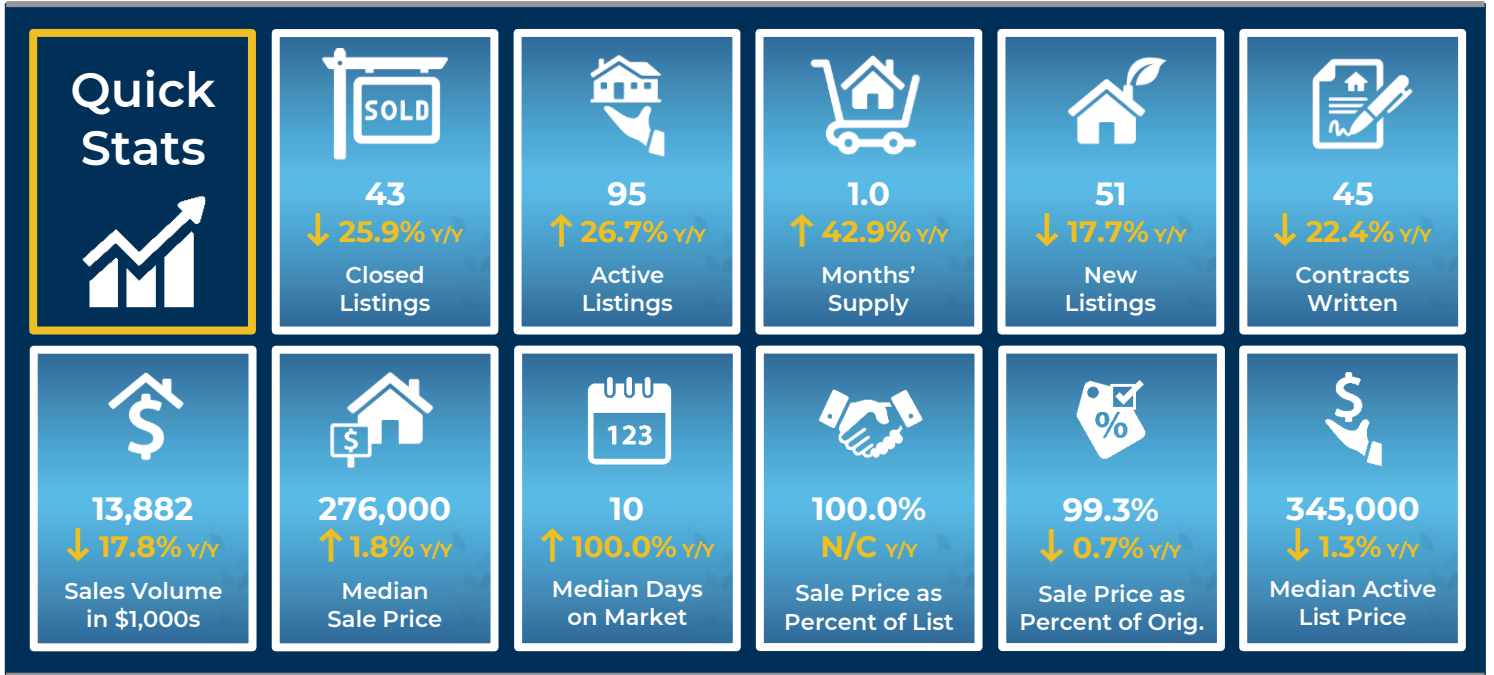 Quick
Stats
SOLD
43
↓ 25.9% Y/Y
Closed
Listings
95
↑ 26.7% Y/Y
Active
Listings
1.0
↑ 42.9% Y/Y
Months’
Supply
51
↓ 17.7% Y/Y
New
Listings
45
↓ 22.4% Y/Y
Contracts
Written
$
13,882
↓ 17.8% Y/Y
Sales Volume
in $1,000s
$
276,000
↑ 1.8% Y/Y
Median
Sale Price
123
10
↑ 100.0% Y/Y
Median Days
on Market
100.0%
N/C Y/Y
Sale Price as
Percent of List
%
99.3%
↓ 0.7% Y/Y
Sale Price as
Percent of Orig.
$
345,000
↓ 1.3% Y/Y
Median Active
List Price